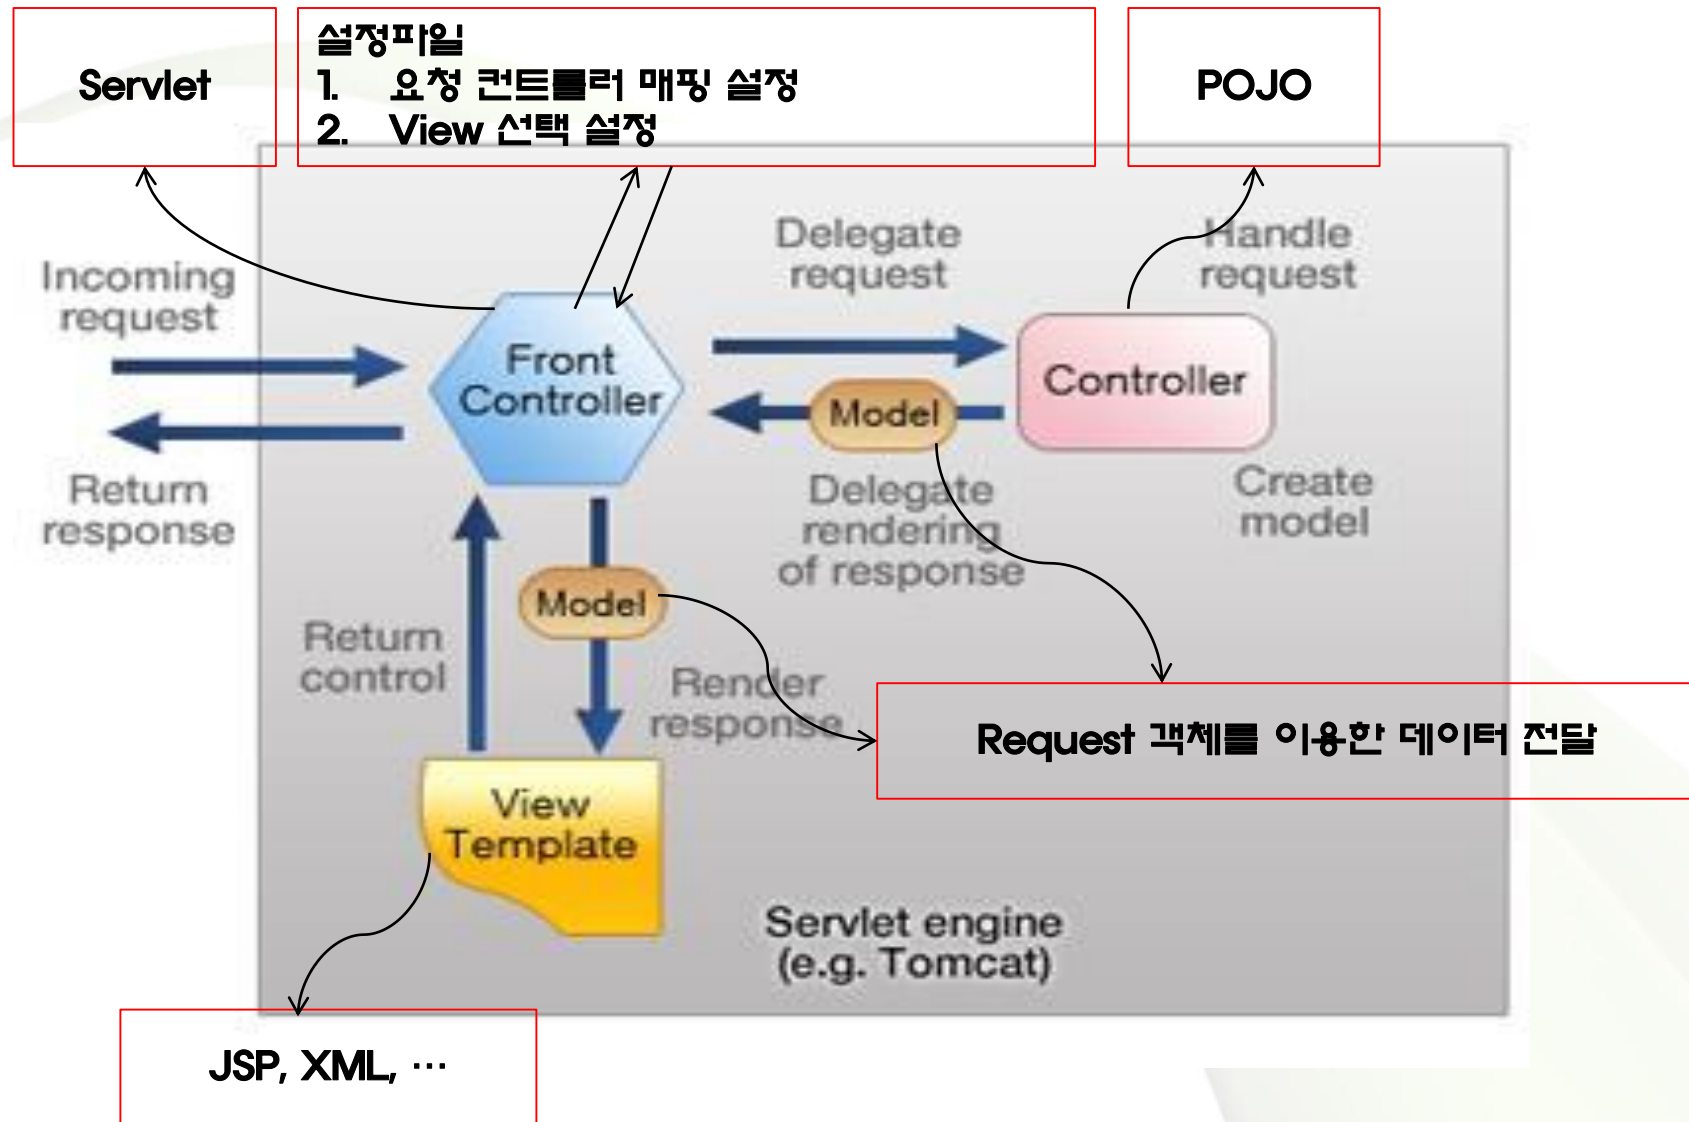 Servlet
설정파일
1. 요청 컨트롤러 매핑 설정
2. View 선택 설정
POJO
Incoming
request
Delegate
request
Handle
request
Front
Controller
Controller
Model
Return
response
Delegate
rendering
of response
Create
model
Model
Return
control
Render
response
Request 객체를 이용한 데이터 전달
View
Template
Servlet engine
(e.g. Tomcat)
JSP, XML, …